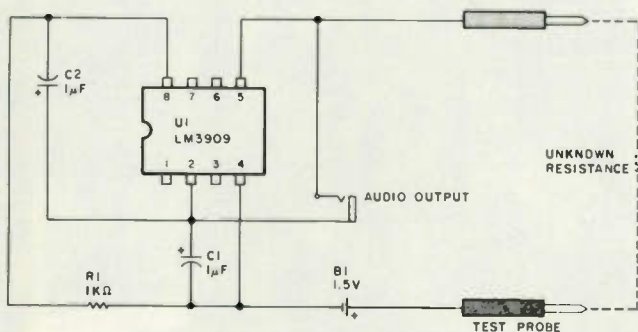 C2
1µF
+
8 7 6 5
U1
LM3909
1 2 3 4
UNKNOWN
RESISTANCE
AUDIO OUTPUT
+
C1
1µF
R1
1KΩ
B1
1.5V
+
TEST PROBE